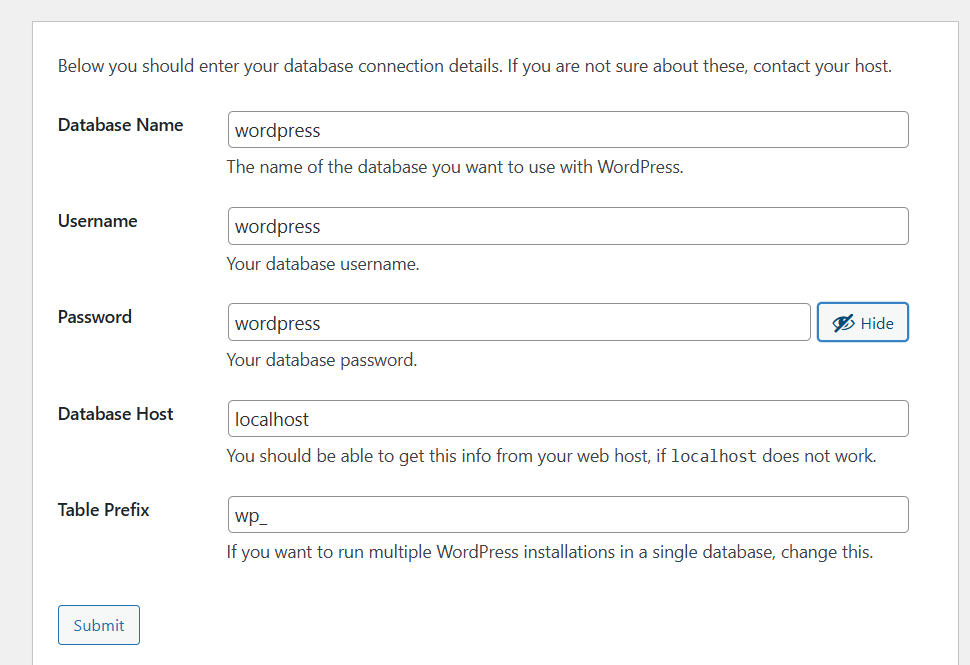 Below you should enter your database connection details. If you are not sure about these, contact your host.
Database Name
wordpress
The name of the database you want to use with WordPress.
Username
wordpress
Your database username.
Password
wordpress
Hide
Your database password.
Database Host
localhost
You should be able to get this info from your web host, if localhost does not work.
Table Prefix
wp_
If you want to run multiple WordPress installations in a single database, change this.
Submit